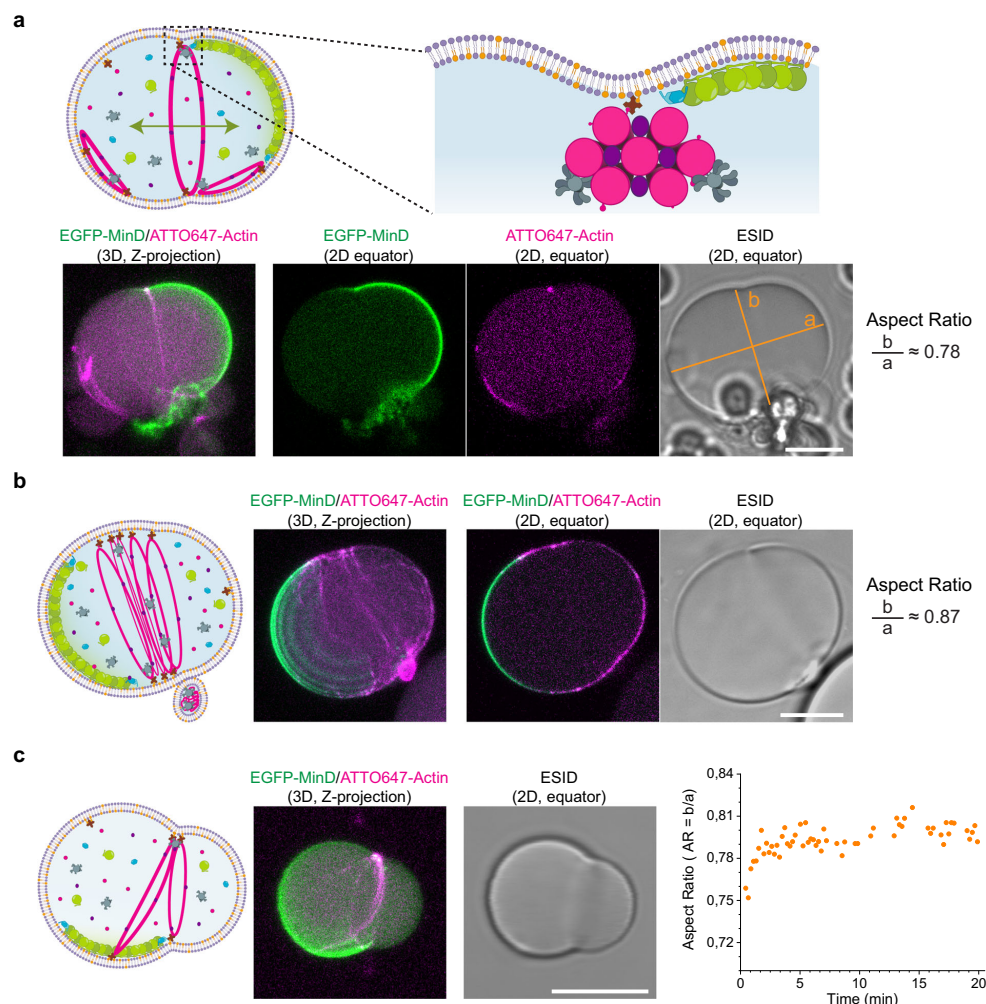 a
EGFP-MinD/ATTO647-Actin
(3D, Z-projection)
EGFP-MinD
(2D equator)
ATTO647-Actin
(2D, equator)
ESID
(2D, equator)
b
a
Aspect Ratio
b
a
≈ 0.78
b
EGFP-MinD/ATTO647-Actin
(3D, Z-projection)
EGFP-MinD/ATTO647-Actin
(2D, equator)
ESID
(2D, equator)
Aspect Ratio
b
a
≈ 0.87
c
EGFP-MinD/ATTO647-Actin
(3D, Z-projection)
ESID
(2D, equator)
Aspect Ratio ( AR = b/a)
0,84
0,81
0,78
0,75
0,72
0
5
10
15
20
Time (min)